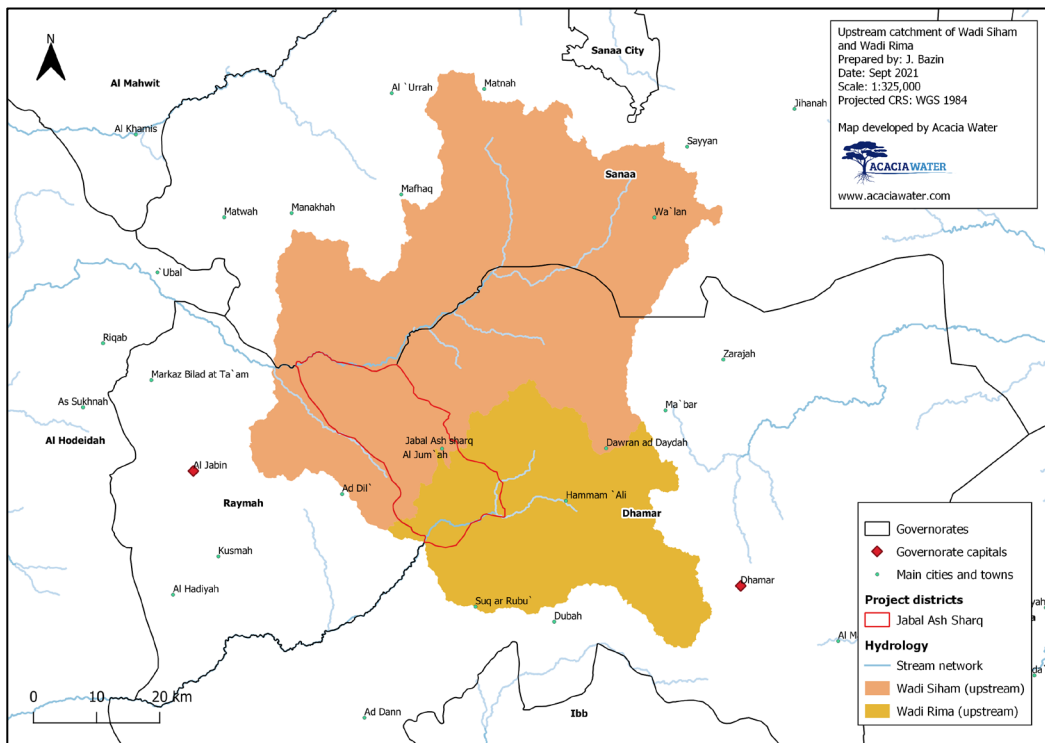 N
Upstream catchment of Wadi Siham
and Wadi Rima
Prepared by: J. Bazin
Date: Sept 2021
Scale: 1:325,000
Projected CRS: WGS 1984
Map developed by Acacia Water
ACACIAWATER
www.acaciawater.com
Sanaa City
Al Mahwit
Al `Urrah
Matnah
Jihanah
Al Khamis
Sayyan
Sanaa
Mafhaq
Matwah
Manakhah
Wa`lan
`Ubal
Riqab
Zarajah
Markaz Bilad at Ta`am
As Sukhnah
Ma`bar
Al Hodeidah
Jabal Ash sharq
Al Jum`ah
Dawran ad Daydah
Al Jabin
Ad Dil`
Raymah
Hammam `Ali
Dhamar
Kusmah
Al Hadiyah
Dhamar
Suq ar Rubu`
Dubah
Al M
Ad Dann
Ibb
0 10 20 km
Governorates
Governorate capitals
Main cities and towns
Project districts
Jabal Ash Sharq
Hydrology
Stream network
Wadi Siham (upstream)
Wadi Rima (upstream)